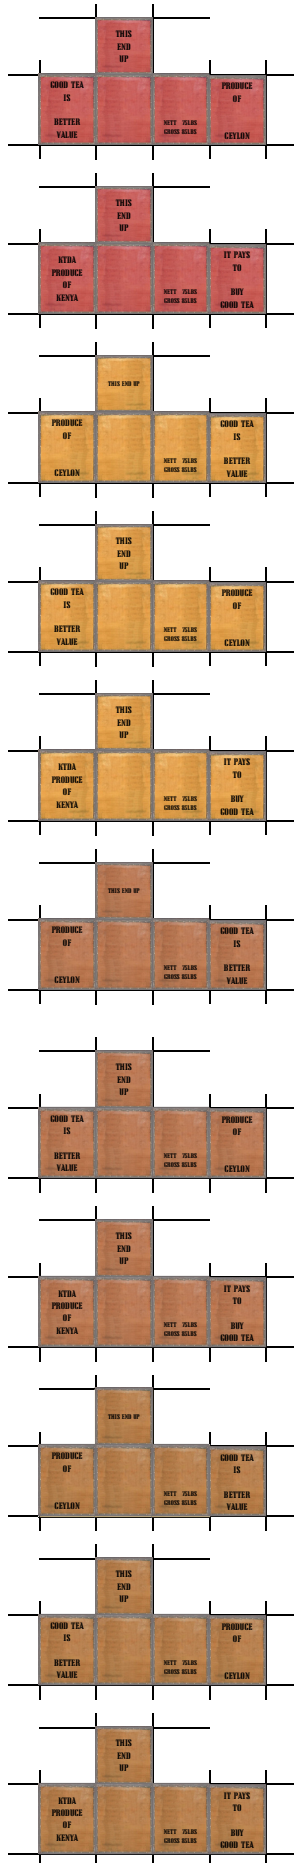 THIS
END
UP
GOOD TEA
IS
BETTER
VALUE
NETT 75LBS
GROSS 85LBS
PRODUCE
OF
CEYLON
THIS
END
UP
KTDA
PRODUCE
OF
KENYA
NETT 75LBS
GROSS 85LBS
IT PAYS
TO
BUY
GOOD TEA
THIS END UP
PRODUCE
OF
CEYLON
NETT 75LBS
GROSS 85LBS
GOOD TEA
IS
BETTER
VALUE
THIS
END
UP
GOOD TEA
IS
BETTER
VALUE
NETT 75LBS
GROSS 85LBS
PRODUCE
OF
CEYLON
THIS
END
UP
KTDA
PRODUCE
OF
KENYA
NETT 75LBS
GROSS 85LBS
IT PAYS
TO
BUY
GOOD TEA
THIS END UP
PRODUCE
OF
CEYLON
NETT 75LBS
GROSS 85LBS
GOOD TEA
IS
BETTER
VALUE
THIS
END
UP
GOOD TEA
IS
BETTER
VALUE
NETT 75LBS
GROSS 85LBS
PRODUCE
OF
CEYLON
THIS
END
UP
KTDA
PRODUCE
OF
KENYA
NETT 75LBS
GROSS 85LBS
IT PAYS
TO
BUY
GOOD TEA
THIS END UP
PRODUCE
OF
CEYLON
NETT 75LBS
GROSS 85LBS
GOOD TEA
IS
BETTER
VALUE
THIS
END
UP
GOOD TEA
IS
BETTER
VALUE
NETT 75LBS
GROSS 85LBS
PRODUCE
OF
CEYLON
THIS
END
UP
KTDA
PRODUCE
OF
KENYA
NETT 75LBS
GROSS 85LBS
IT PAYS
TO
BUY
GOOD TEA